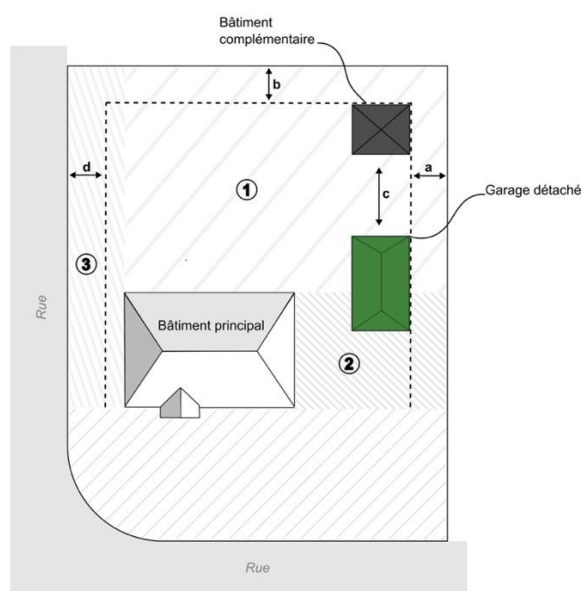 Bâtiment
complémentaire
b
d
a
1
c
Garage détaché
3
Rue
Bâtiment principal
2
Rue